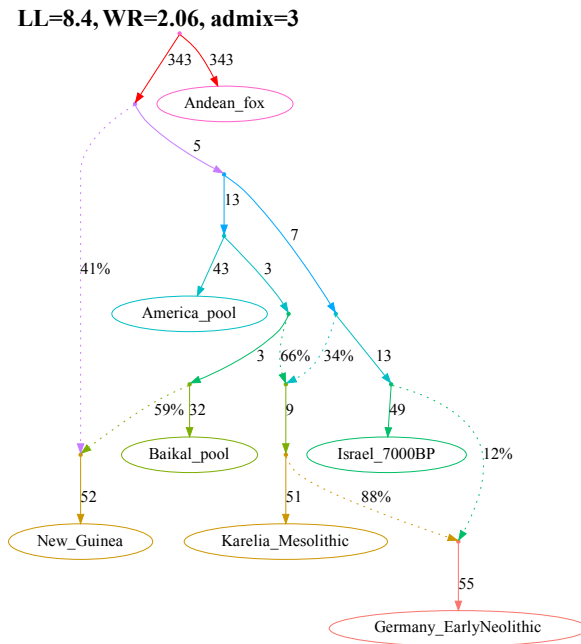 LL=8.4, WR=2.06, admix=3
343 343
Andean_fox
5
13
7
41% 43 3
America_pool
3 66% 34% 13
59% 32 9 49
Baikal_pool Israel_7000BP
12%
52 51 88%
New_Guinea Karelia_Mesolithic
55
Germany_EarlyNeolithic